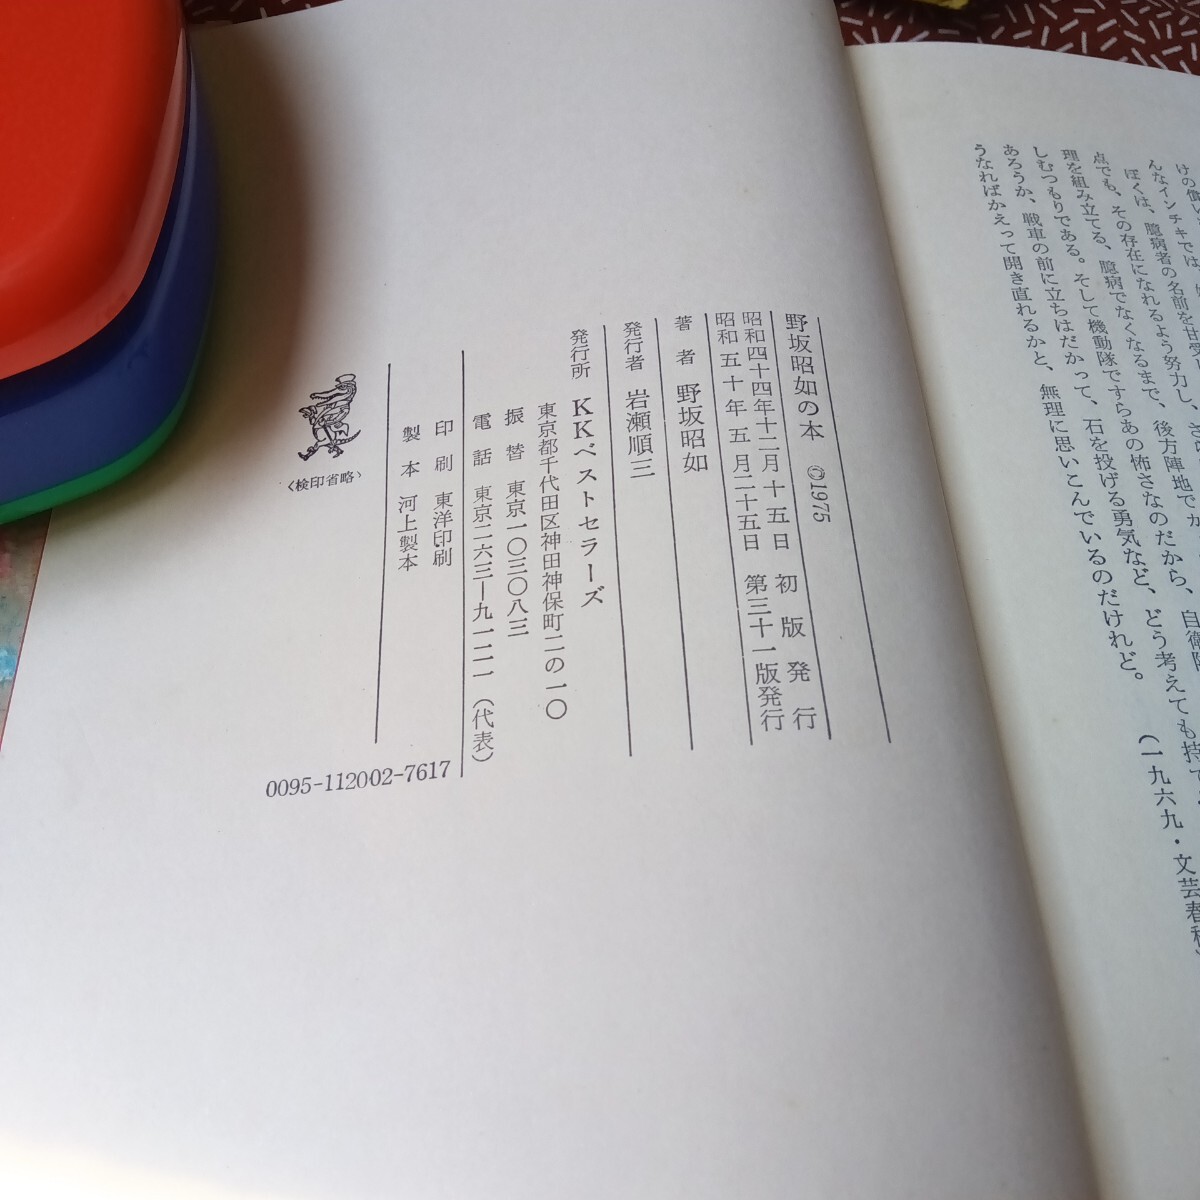 けの
んなインチキでは、
ぼくは、臆病者の名前を甘受し、
点でも、その存在になれるよう努力し、
理を組み立てる、臆病でなくなるまで、後方陣地でが
しむつもりである。そして機動隊ですらあの怖さなのだから、自衛隊
あろうか、戦車の前に立ちはだかって、石を投げる勇気など、どう考えても持て
うなればかえって開き直れるかと、無理に思いこんでいるのだけれど。
(一九六九・文芸春秋)
野坂昭如の本 ©1975
昭和四十四年十二月十五日 初版発行
昭和五十年五月二十五日 第三十一版発行
著者 野坂昭如
発行者 岩瀬順三
発行所 KKベストセラーズ
東京都千代田区神田神保町二の一〇
振替 東京一〇三〇八三
電話 東京二六三―九一二一(代表)
印刷 東洋印刷
製本 河上製本
〈検印省略〉
0095-112002-7617